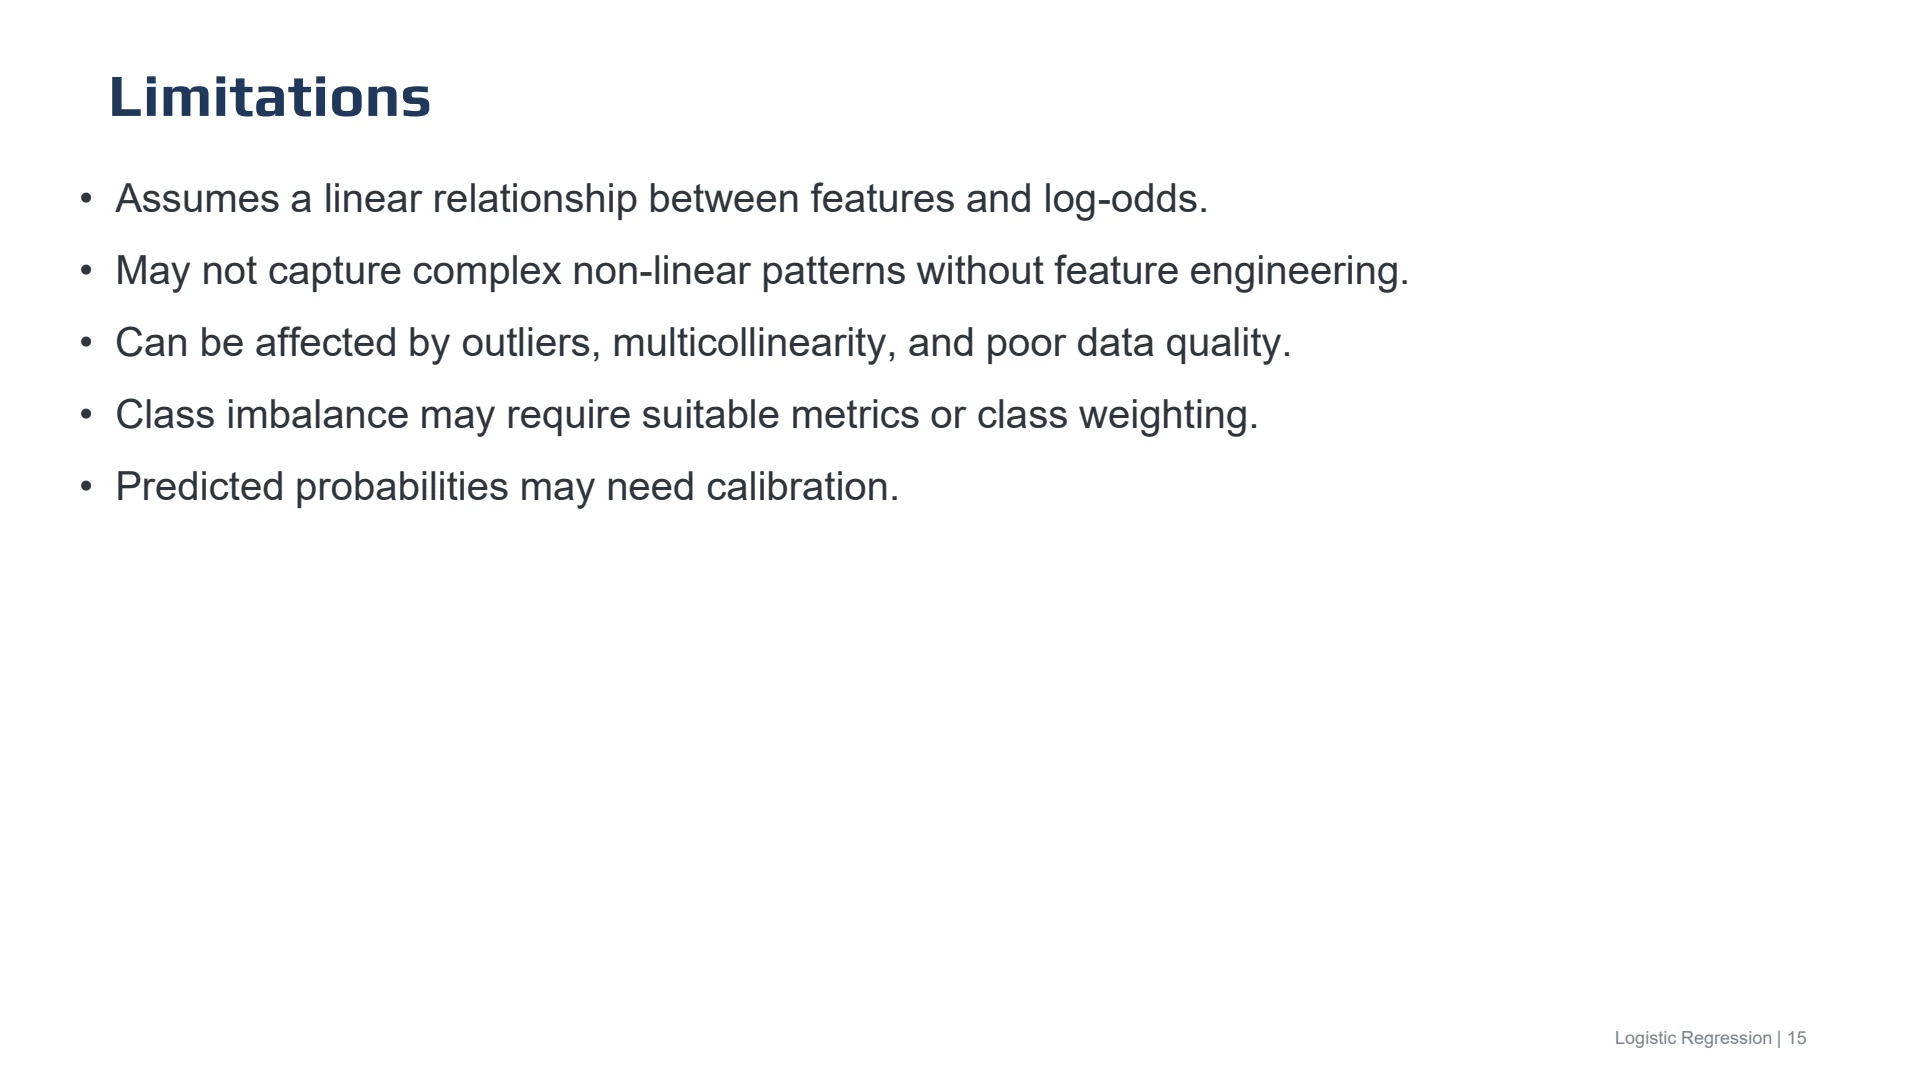 Limitations
• Assumes a linear relationship between features and log-odds.
• May not capture complex non-linear patterns without feature engineering.
• Can be affected by outliers, multicollinearity, and poor data quality.
• Class imbalance may require suitable metrics or class weighting.
• Predicted probabilities may need calibration.
Logistic Regression | 15